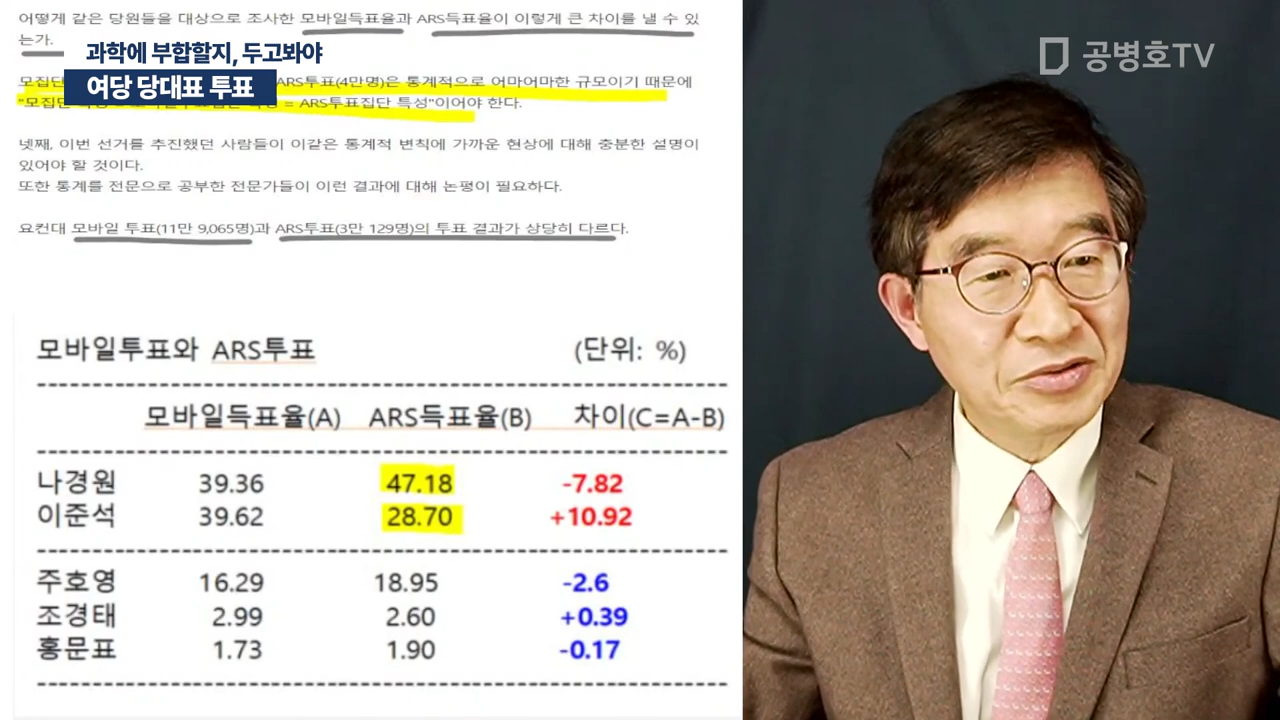 어떻게 같은 당원들을 대상으로 조사한 모바일득표율과 ARS득표율이 이렇게 큰 차이를 낼 수 있
는가.
과학에 부합할지, 두고봐야
여당 당대표 투표
공병호TV
모집단 ARS투표(4만명)은 통계적으로 어마어마한 규모이기 때문에
"모집단 = ARS투표집단 특성"이어야 한다.
넷째, 이번 선거를 추진했던 사람들이 이같은 통계적 변칙에 가까운 현상에 대해 충분한 설명이
있어야 할 것이다.
또한 통계를 전문으로 공부한 전문가들이 이런 결과에 대해 논평이 필요하다.
요컨대 모바일 투표(11만 9,065명)과 ARS투표(3만 129명)의 투표 결과가 상당히 다르다.
모바일투표와 ARS투표 (단위: %)
모바일득표율(A) ARS득표율(B) 차이(C=A-B)
나경원 39.36 47.18 -7.82
이준석 39.62 28.70 +10.92
주호영 16.29 18.95 -2.6
조경태 2.99 2.60 +0.39
홍문표 1.73 1.90 -0.17